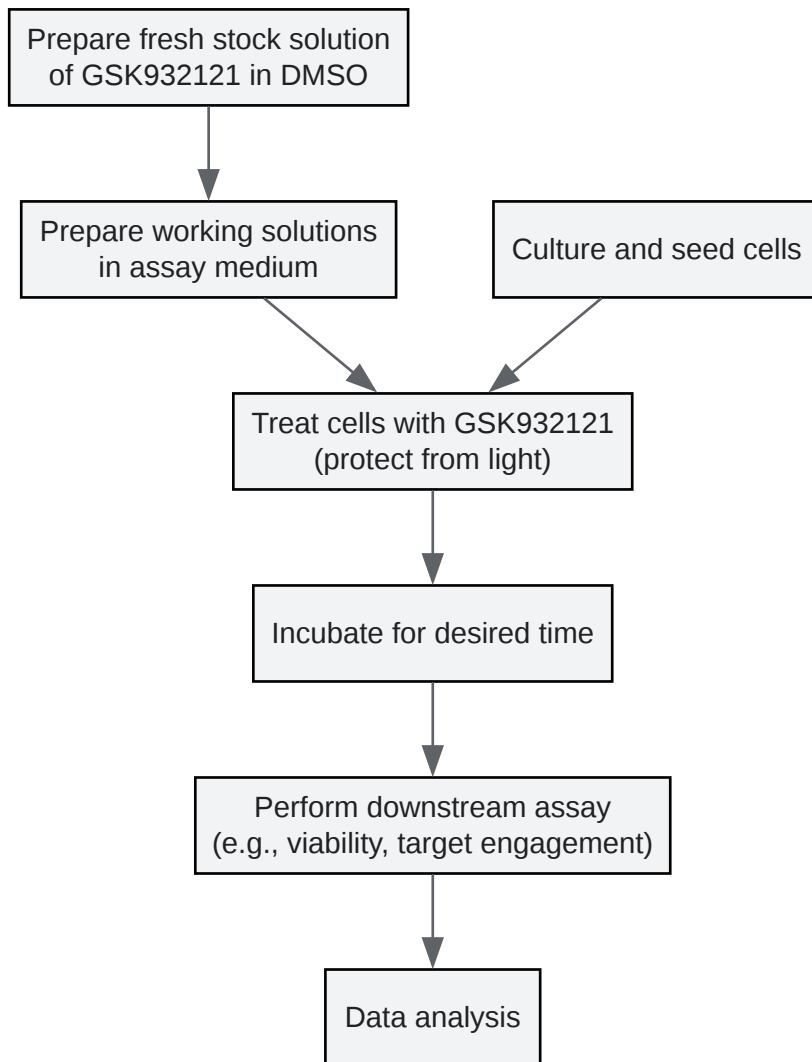 Prepare fresh stock solution
of GSK932121 in DMSO
Prepare working solutions
in assay medium
Culture and seed cells
Treat cells with GSK932121
(protect from light)
Incubate for desired time
Perform downstream assay
(e.g., viability, target engagement)
Data analysis